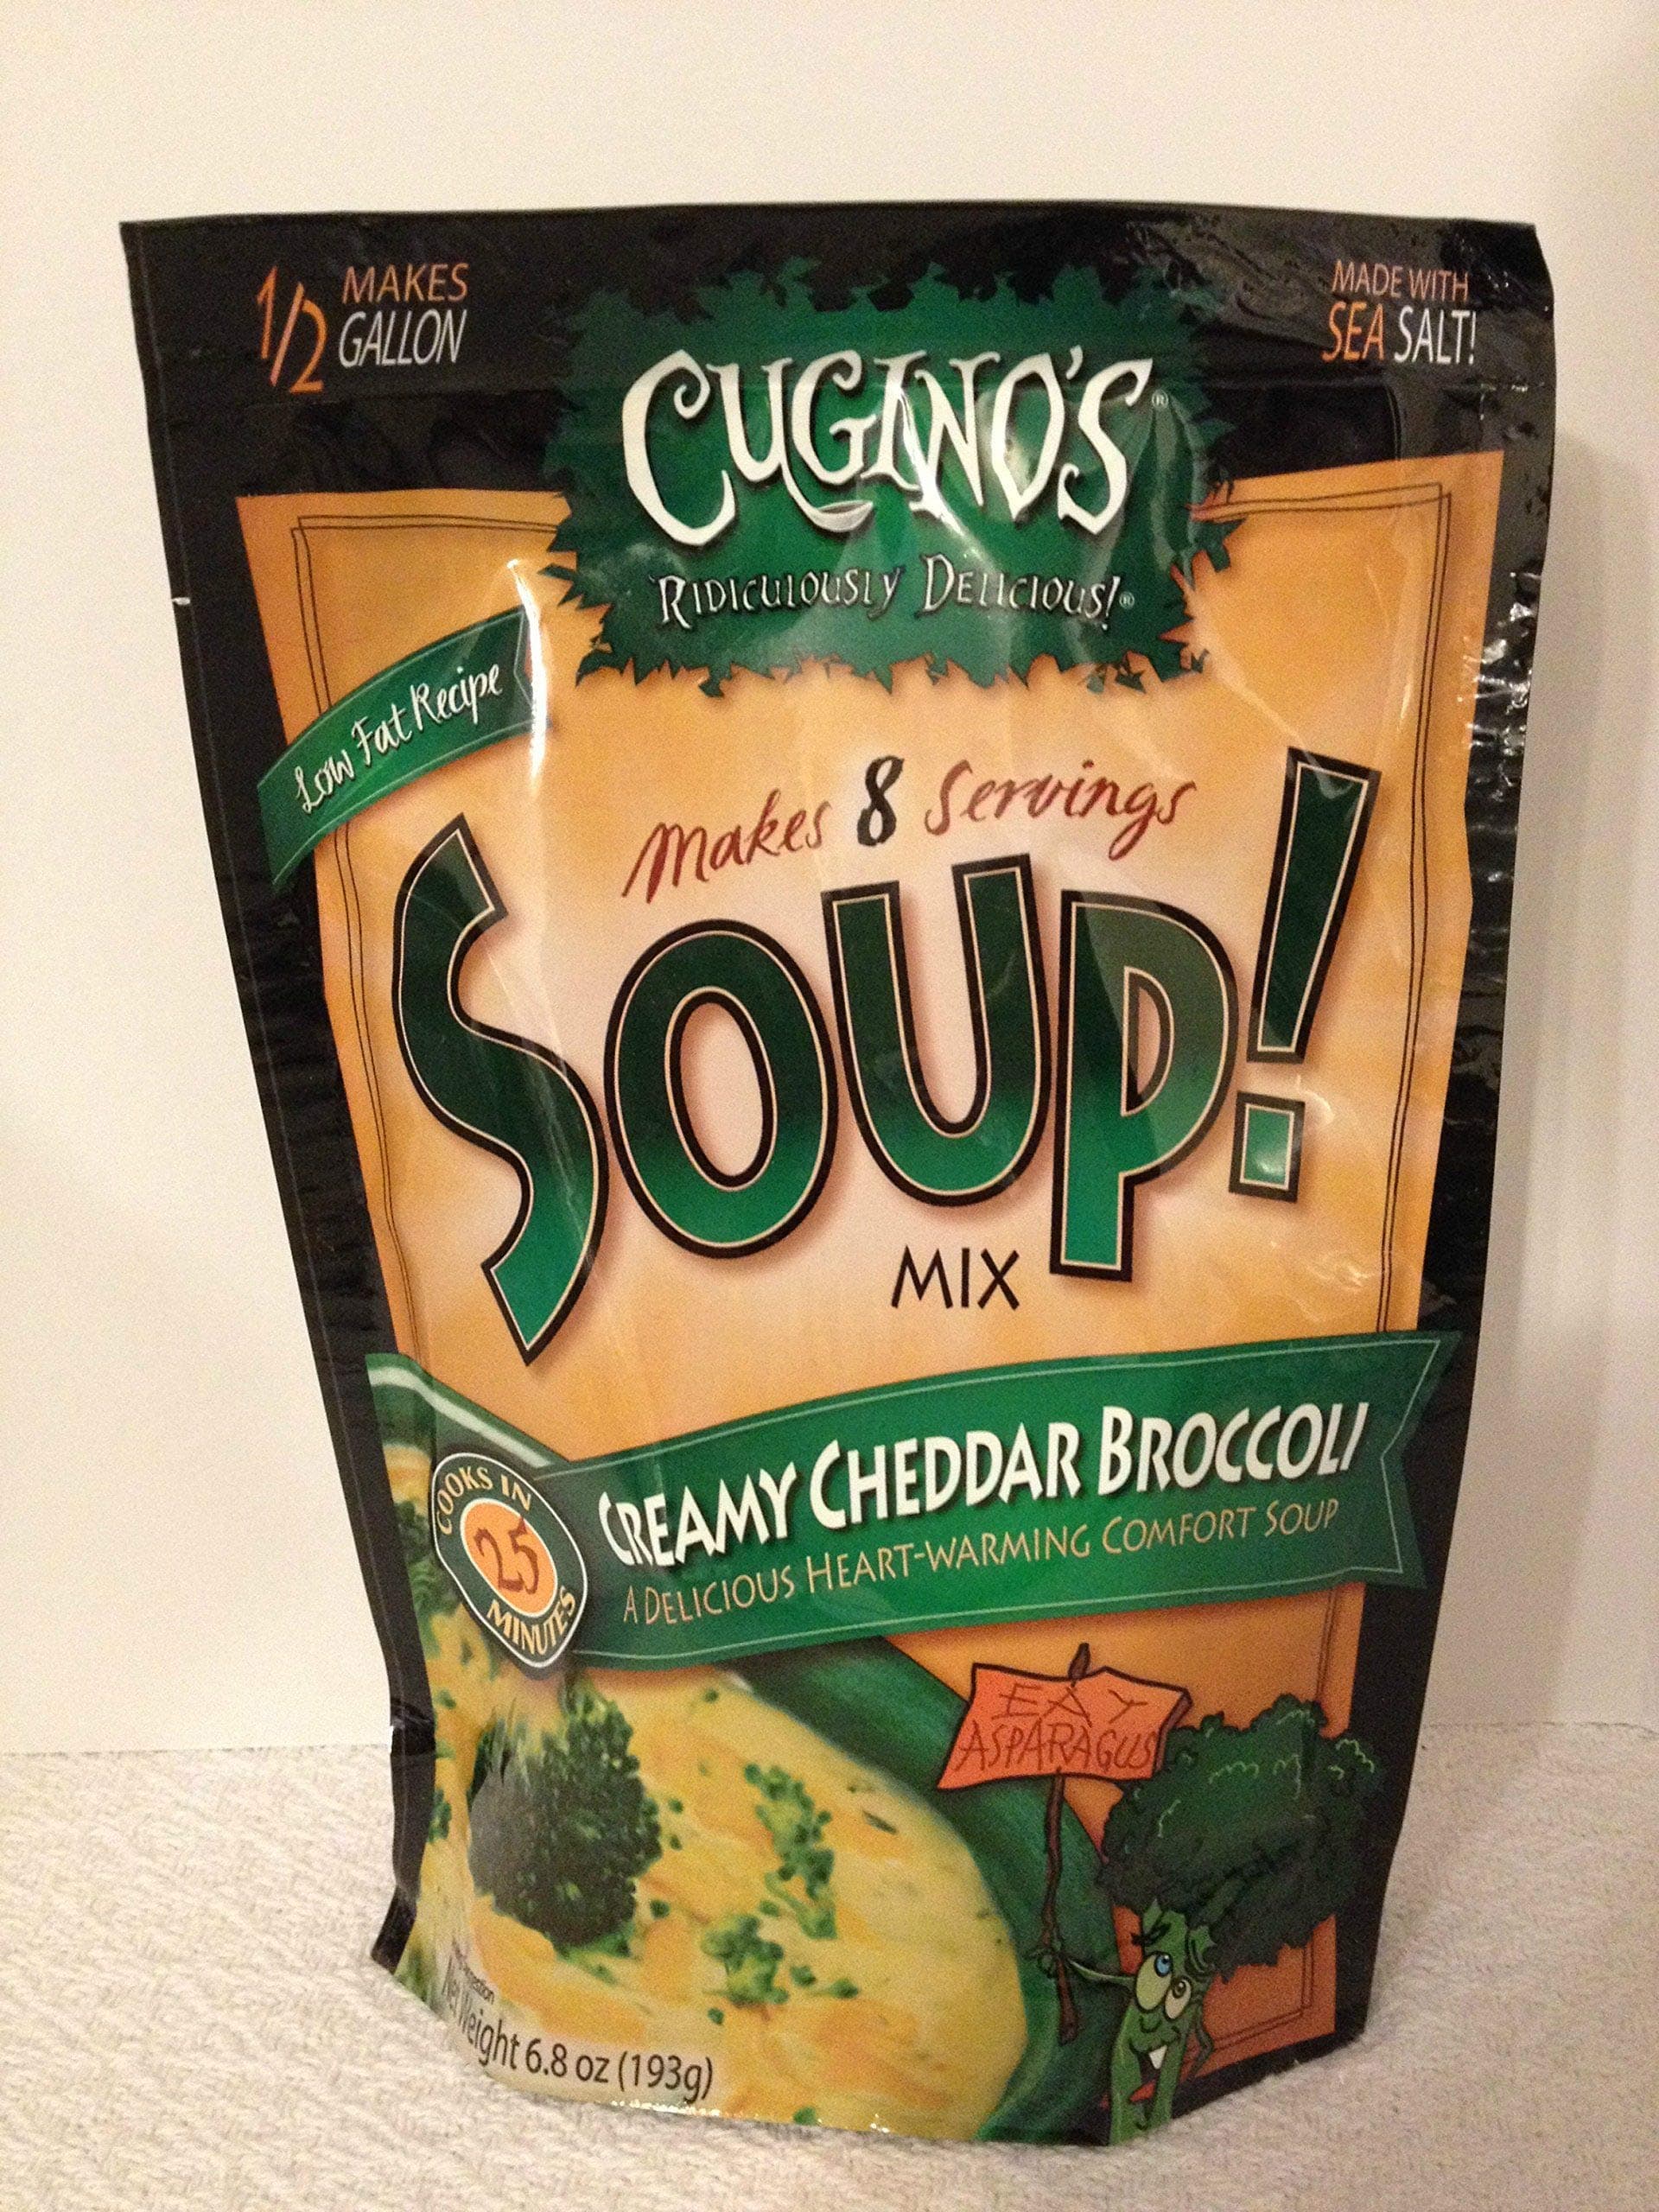 MAKES
1/2 GALLON
MADE WITH
SEA SALT!
CUGINO'S®
RIDICULOUSLY DELICIOUS!®
Low Fat Recipe
Makes 8 Servings
SOUP!
MIX
CREAMY CHEDDAR BROCCOLI
A DELICIOUS HEART-WARMING COMFORT SOUP
COOKS IN
25
MINUTES
EAT
ASPARAGUS
Net Weight 6.8 oz (193g)